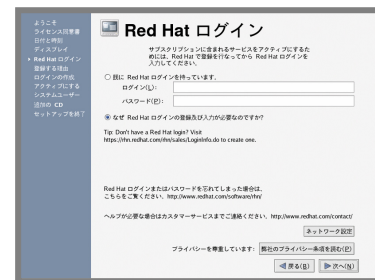 ようこそ
ライセンス同意書
日付と時刻
ディスプレイ
Red Hat ログイン
登録する理由
ログインの作成
アクティブにする
システムユーザー
追加の CD
セットアップを終了
Red Hat ログイン
サブスクリプションに含まれるサービスをアクティブにするた
めには、Red Hat で登録を行なってから Red Hat ログインを
入力してください。
既に Red Hat ログインを持っています。
ログイン(L):
パスワード(P):
なぜ Red Hat ログインの登録及び入力が必要なのですか?
Tip: Don't have a Red Hat login? Visit
https://rhn.redhat.com/rhn/sales/LoginInfo.do to create one.
Red Hat ログインまたはパスワードを忘れてしまった場合は、
こちらをご覧ください。http://www.redhat.com/software/rhn/
ヘルプが必要な場合はカスタマーサービスまでご連絡ください。http://www.redhat.com/contact/
ネットワーク設定
プライバシーを尊重しています: 弊社のプライバシー条項を読む(P)
戻る(B) 次へ(N)